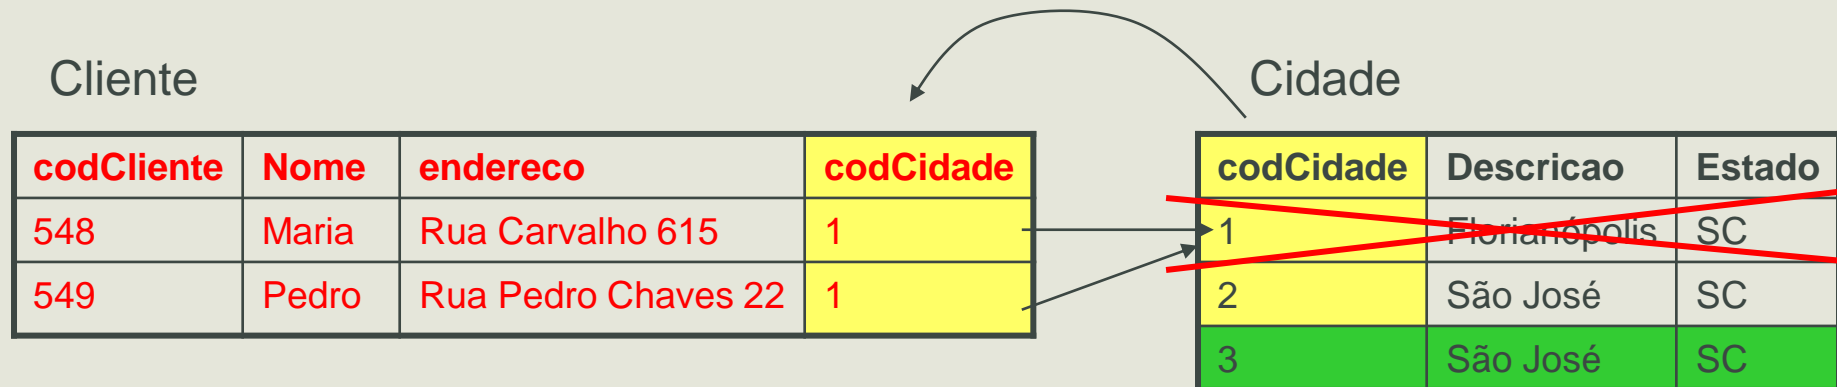 Cliente
Cidade
codCliente Nome endereco codCidade
codCidade Descricao Estado
548 Maria Rua Carvalho 615 1
1 Florianópolis SC
549 Pedro Rua Pedro Chaves 22 1
2 São José SC
3 São José SC